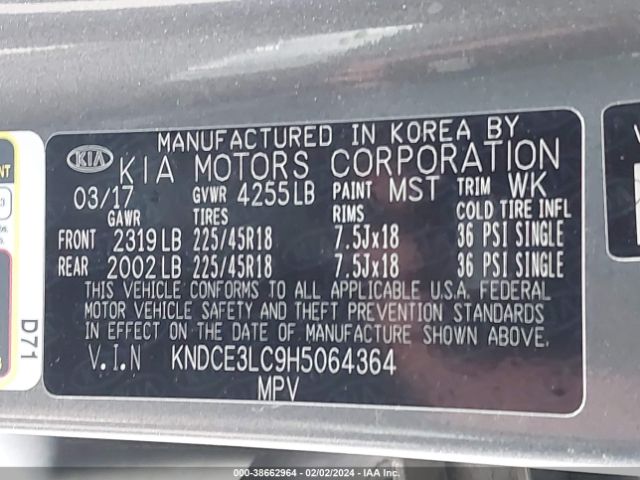 MANUFACTURED IN KOREA BY
KIA KIA MOTORS CORPORATION
03/17 GVWR 4255LB PAINT MST TRIM WK
GAWR TIRES RIMS COLD TIRE INFL
FRONT 2319LB 225/45R18 7.5Jx18 36 PSI SINGLE
REAR 2002LB 225/45R18 7.5Jx18 36 PSI SINGLE
THIS VEHICLE CONFORMS TO ALL APPLICABLE U.S.A. FEDERAL
MOTOR VEHICLE SAFETY AND THEFT PREVENTION STANDARDS
IN EFFECT ON THE DATE OF MANUFACTURE SHOWN ABOVE.
V.I.N KNDCE3LC9H5064364
MPV
D71
000-38662964 - 02/02/2024 - IAA Inc.